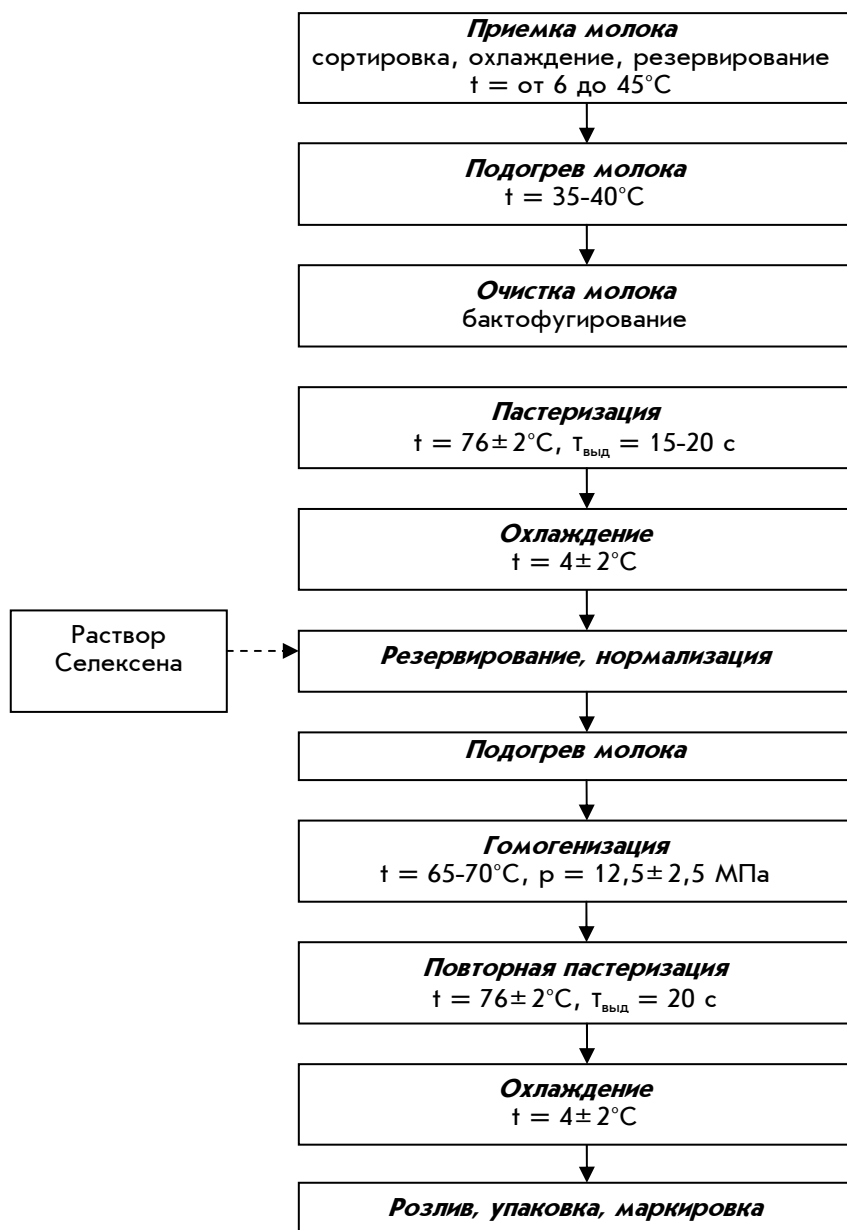 Приемка молока
сортировка, охлаждение, резервирование
t = от 6 до 45°С
Подогрев молока
t = 35-40°С
Очистка молока
бактофугирование
Пастеризация
t = 76±2°С, τвыд = 15-20 с
Охлаждение
t = 4±2°С
Раствор
Селексена
Резервирование, нормализация
Подогрев молока
Гомогенизация
t = 65-70°С, р = 12,5±2,5 МПа
Повторная пастеризация
t = 76±2°С, τвыд = 20 с
Охлаждение
t = 4±2°С
Розлив, упаковка, маркировка